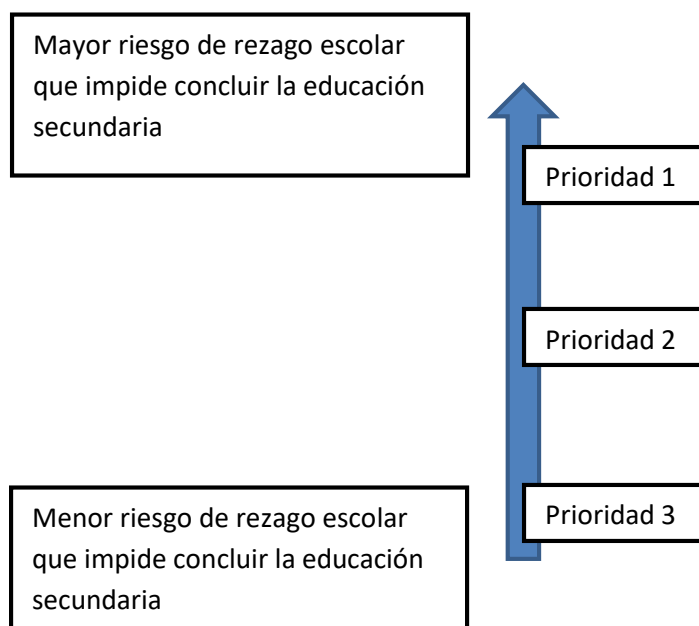 Mayor riesgo de rezago escolar
que impide concluir la educación
secundaria
Prioridad 1
Prioridad 2
Prioridad 3
Menor riesgo de rezago escolar
que impide concluir la educación
secundaria